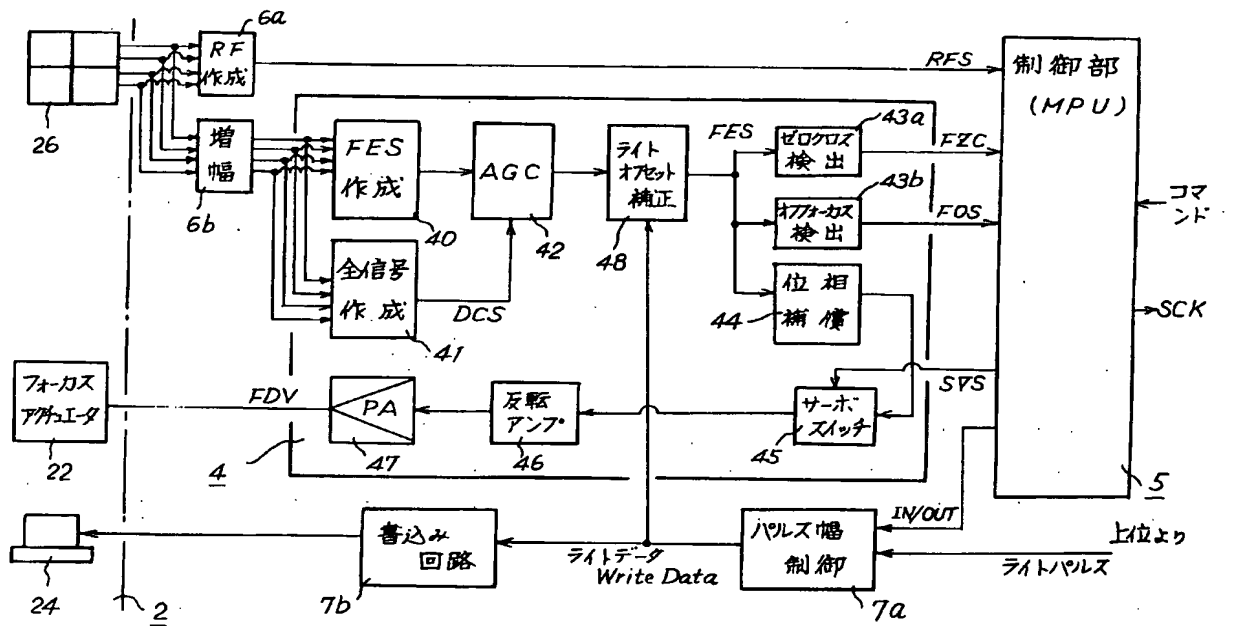 6a
RF
作成
RFS
制御部
(MPU)
26
増
幅
6b
FES
作成
40
AGC
42
ライト
オフセット
補正
48
FES
ゼロクロス
検出
43a
FZC
43b
オフフォーカス
検出
FOS
コマ
ンド
全信号
作成
41
DCS
位相
補償
44
SCK
フォーカス
アクチュエータ
22
FDV
PA
47
4
反転
アンプ
46
サーボ
スイッチ
45
SVS
5
24
2
書込み
回路
7b
ライトデータ
Write Data
パルス幅
制御
7a
IN/OUT
上位より
ライトパルス